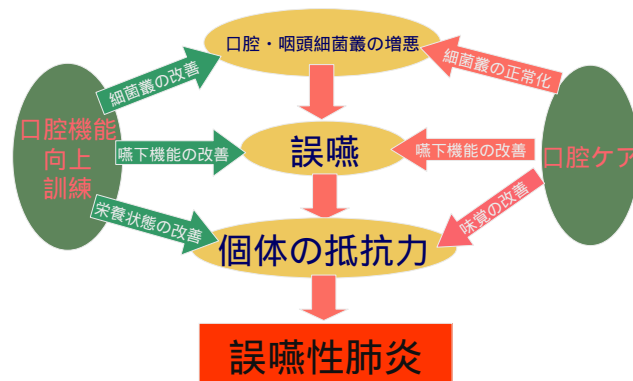 口腔・咽頭細菌叢の増悪
細菌叢の改善
細菌叢の正常化
口腔機能
向上
訓練
嚥下機能の改善
誤嚥
嚥下機能の改善
口腔ケア
栄養状態の改善
個体の抵抗力
味覚の改善
誤嚥性肺炎